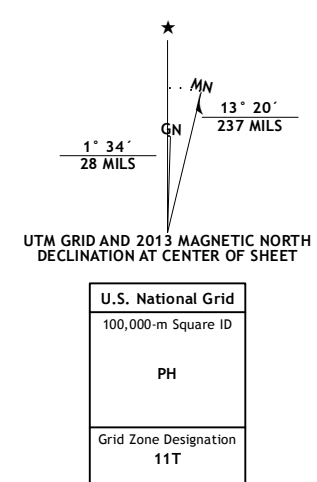 ★
MN
GN
13° 20´
237 MILS
1° 34´
28 MILS
UTM GRID AND 2013 MAGNETIC NORTH
DECLINATION AT CENTER OF SHEET
U.S. National Grid
100,000-m Square ID
PH
Grid Zone Designation
11T